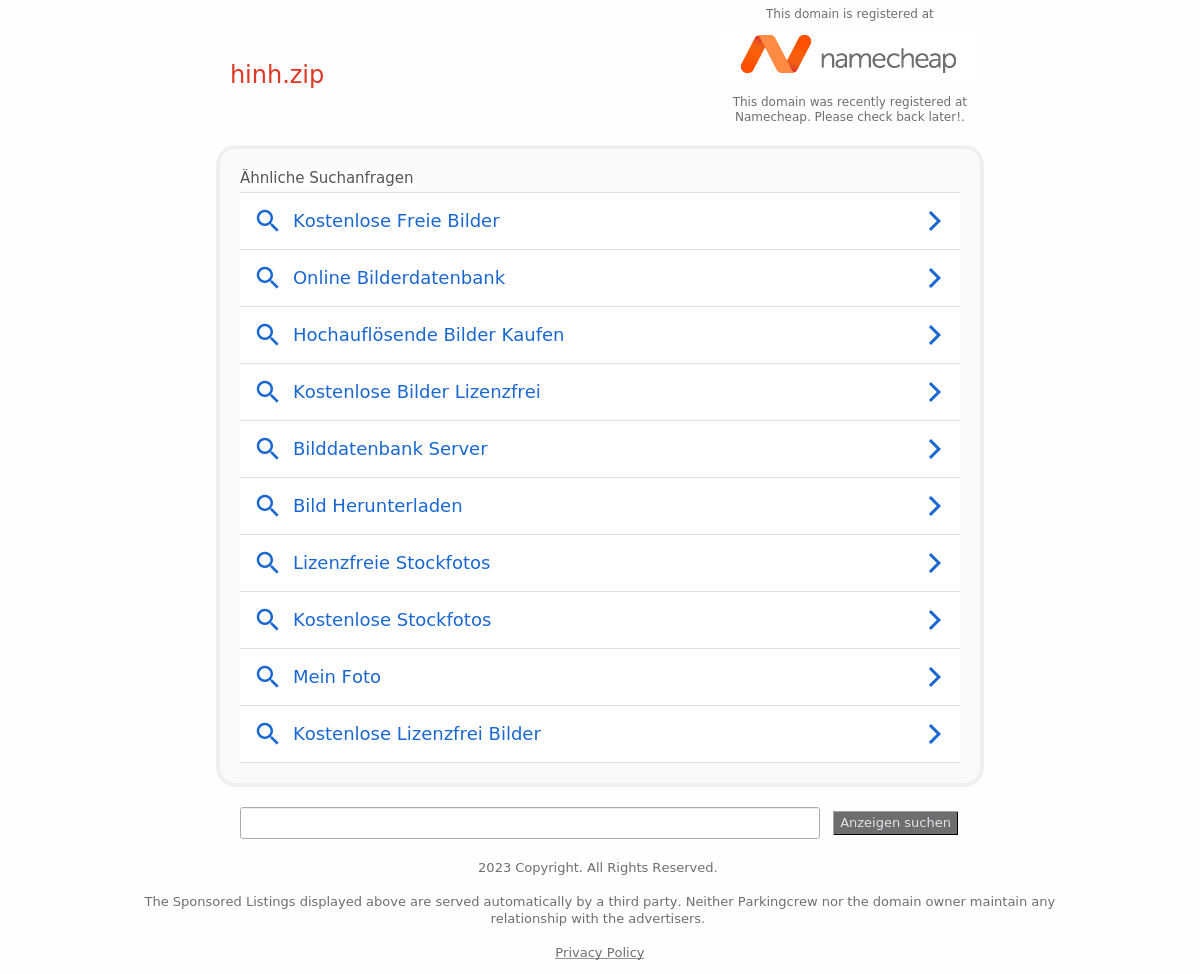 This domain is registered at
namecheap
hinh.zip
This domain was recently registered at
Namecheap. Please check back later!.
Ähnliche Suchanfragen
Kostenlose Freie Bilder
Online Bilderdatenbank
Hochauflösende Bilder Kaufen
Kostenlose Bilder Lizenzfrei
Bilddatenbank Server
Bild Herunterladen
Lizenzfreie Stockfotos
Kostenlose Stockfotos
Mein Foto
Kostenlose Lizenzfrei Bilder
Anzeigen suchen
2023 Copyright. All Rights Reserved.
The Sponsored Listings displayed above are served automatically by a third party. Neither Parkingcrew nor the domain owner maintain any
relationship with the advertisers.
Privacy Policy